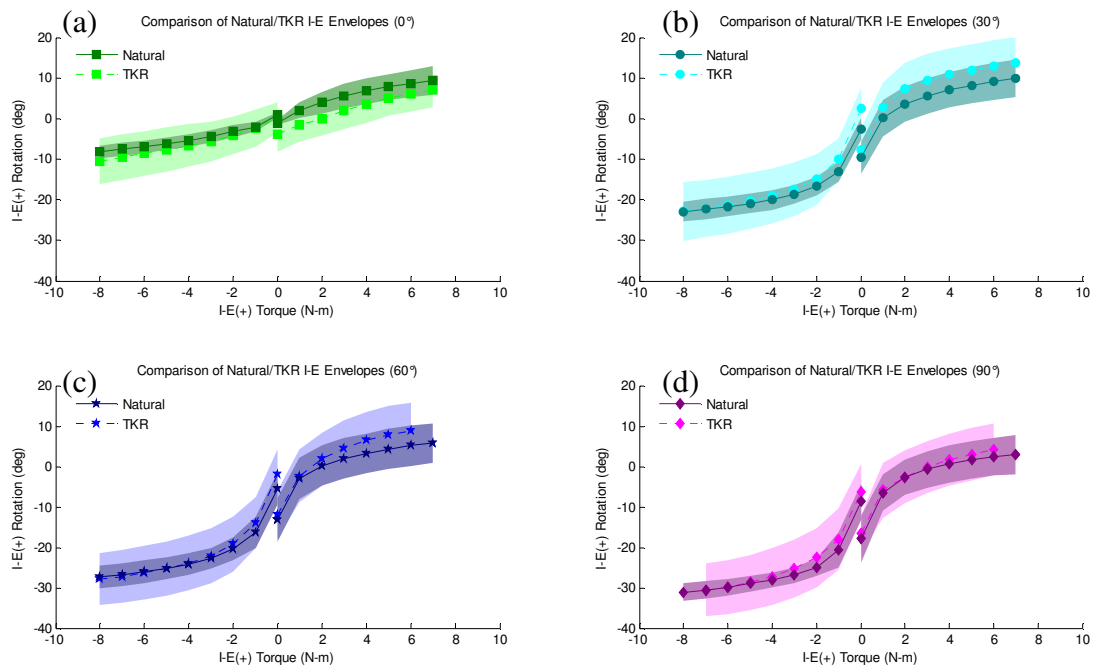 (a)
Comparison of Natural/TKR I-E Envelopes (0°)
20
10
0
-10
-20
-30
-40
I-E(+) Rotation (deg)
Natural
TKR
-10 -8 -6 -4 -2 0 2 4 6 8 10
I-E(+) Torque (N-m)
(b)
Comparison of Natural/TKR I-E Envelopes (30°)
20
10
0
-10
-20
-30
-40
I-E(+) Rotation (deg)
Natural
TKR
-10 -8 -6 -4 -2 0 2 4 6 8 10
I-E(+) Torque (N-m)
(c)
Comparison of Natural/TKR I-E Envelopes (60°)
20
10
0
-10
-20
-30
-40
I-E(+) Rotation (deg)
Natural
TKR
-10 -8 -6 -4 -2 0 2 4 6 8 10
I-E(+) Torque (N-m)
(d)
Comparison of Natural/TKR I-E Envelopes (90°)
20
10
0
-10
-20
-30
-40
I-E(+) Rotation (deg)
Natural
TKR
-10 -8 -6 -4 -2 0 2 4 6 8 10
I-E(+) Torque (N-m)